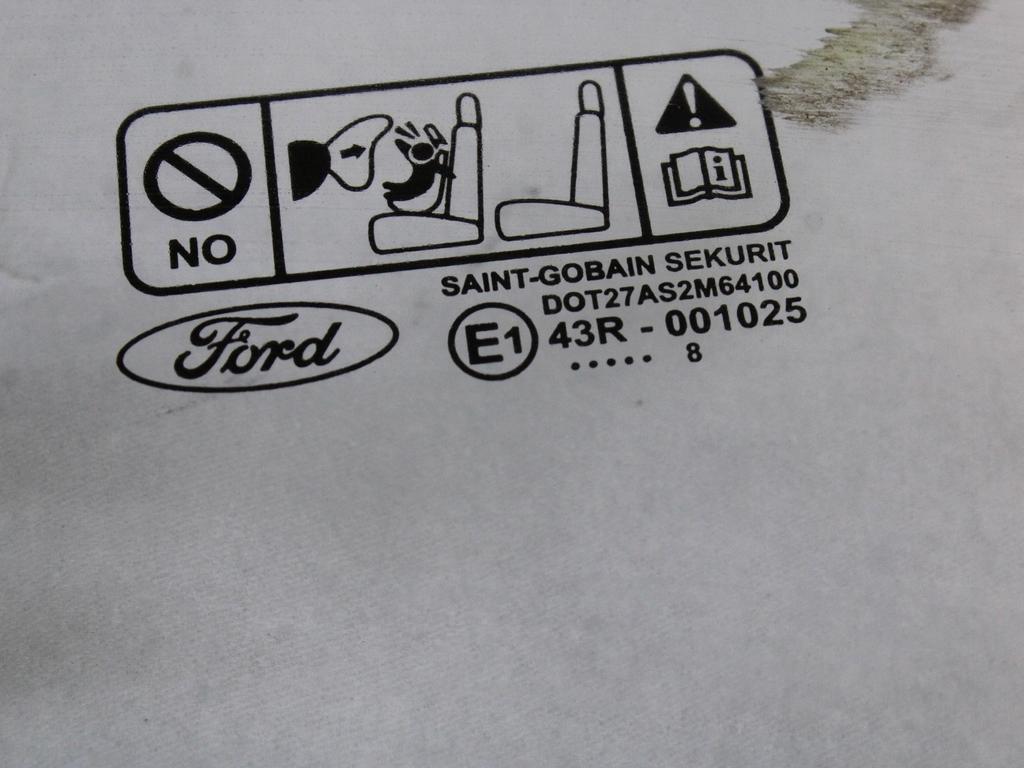 NO
SAINT-GOBAIN SEKURIT
DOT27AS2M64100
Ford
E1
43R - 001025
..... 8